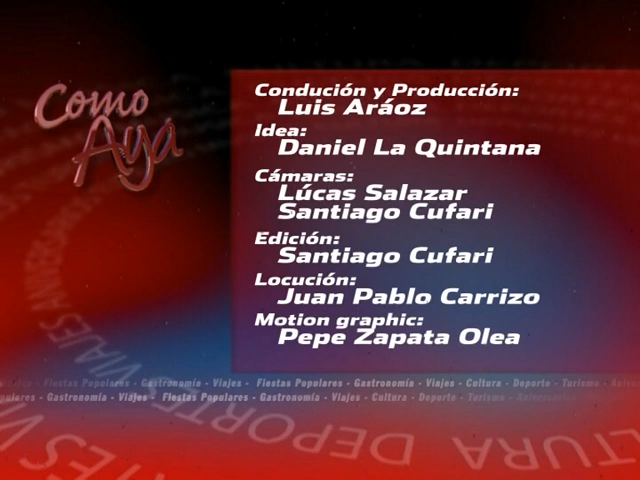 Como
Aya
Condución y Producción:
Luis Aráoz
Idea:
Daniel La Quintana
Cámaras:
Lúcas Salazar
Santiago Cufari
Edición:
Santiago Cufari
Locución:
Juan Pablo Carrizo
Motion graphic:
Pepe Zapata Olea
Fiestas Populares - Gastronomía - Viajes - Fiestas Populares - Gastronomía - Viajes - Cultura - Deporte - Turismo -
- Gastronomía - Viajes - Fiestas Populares - Gastronomía - Viajes - Cultura - Deporte - Turismo -
VIAJES
DEPORTES